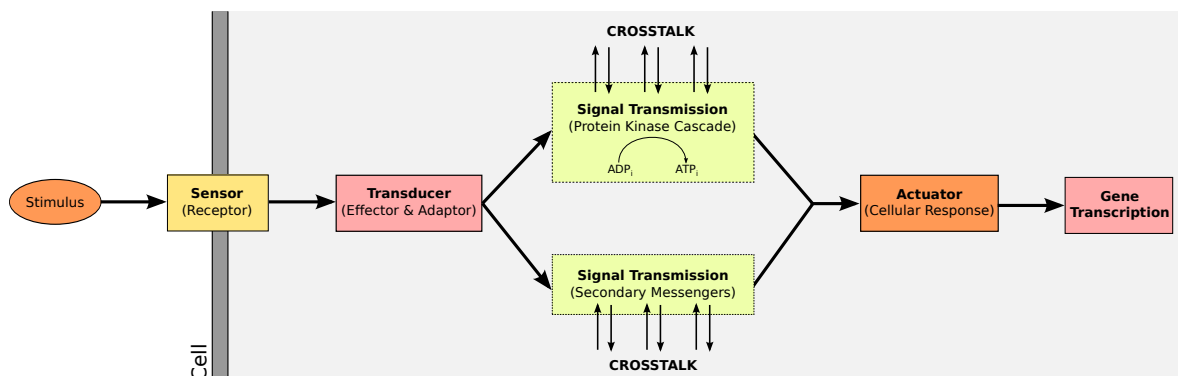 CROSSTALK
Signal Transmission
(Protein Kinase Cascade)
ADPi ATPi
Stimulus
Sensor
(Receptor)
Transducer
(Effector & Adaptor)
Actuator
(Cellular Response)
Gene
Transcription
Signal Transmission
(Secondary Messengers)
CROSSTALK
Cell